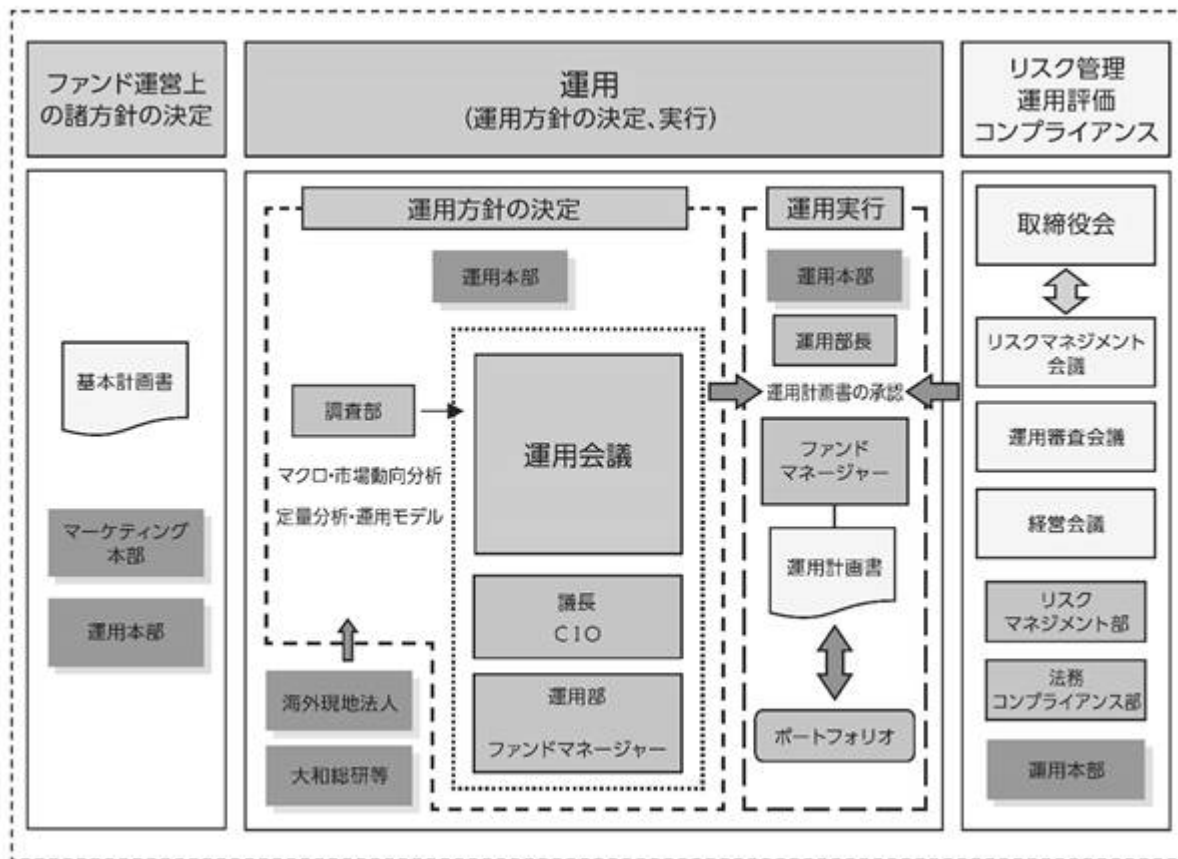 ファンド運営上
の諸方針の決定
運用
(運用方針の決定、実行)
リスク管理
運用評価
コンプライアンス
基本計画書
マーケティング
本部
運用本部
運用方針の決定
運用本部
調査部
マクロ・市場動向分析
定量分析・運用モデル
運用会議
議長
CIO
運用部
ファンドマネージャー
海外現地法人
大和総研等
運用実行
運用本部
運用部長
運用計画書の承認
ファンド
マネージャー
運用計画書
ポートフォリオ
取締役会
リスクマネジメント
会議
運用審査会議
経営会議
リスク
マネジメント部
法務
コンプライアンス部
運用本部